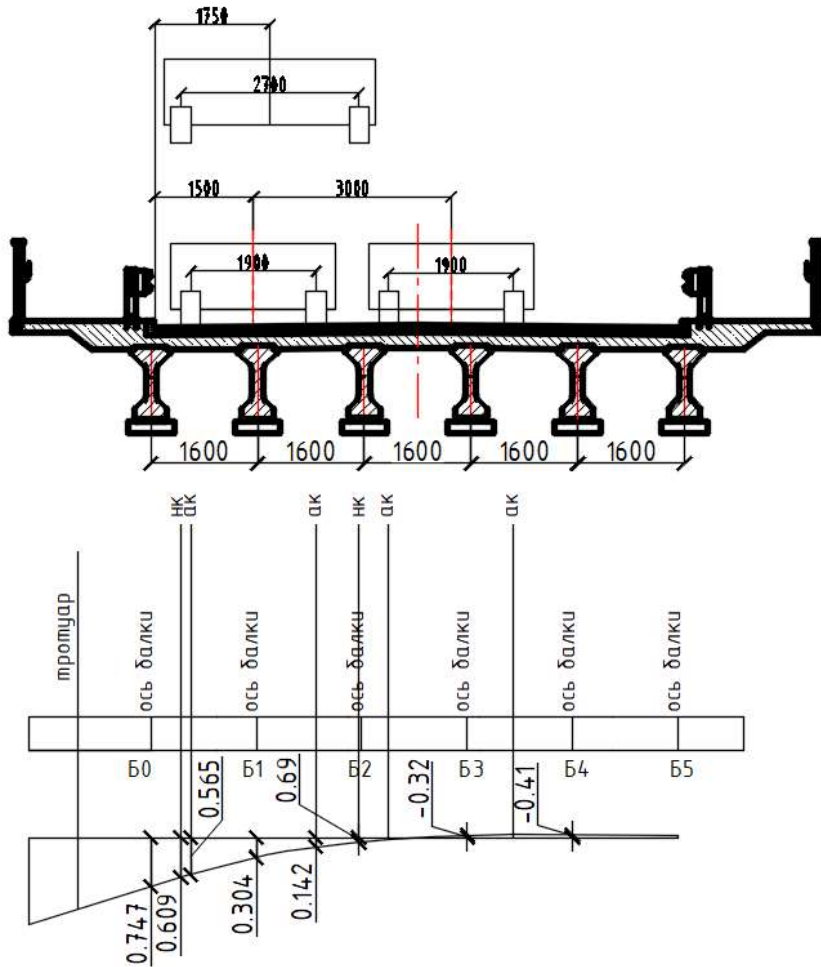 1750
2700
1500 3000
1900 1900
1600 1600 1600 1600 1600
нк ак ак нк ак ак
тротуар
ось балки ось балки ось балки ось балки ось балки ось балки
Б0 Б1 Б2 Б3 Б4 Б5
0.565 0.69 -0.32 -0.41
0.747 0.609 0.304 0.142